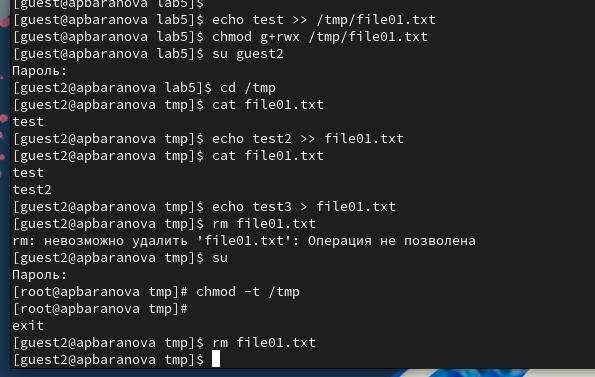 [guest@apbaranova lab5]$
[guest@apbaranova lab5]$ echo test >> /tmp/file01.txt
[guest@apbaranova lab5]$ chmod g+rwx /tmp/file01.txt
[guest@apbaranova lab5]$ su guest2
Пароль:
[guest2@apbaranova lab5]$ cd /tmp
[guest2@apbaranova tmp]$ cat file01.txt
test
[guest2@apbaranova tmp]$ echo test2 >> file01.txt
[guest2@apbaranova tmp]$ cat file01.txt
test
test2
[guest2@apbaranova tmp]$ echo test3 > file01.txt
[guest2@apbaranova tmp]$ rm file01.txt
rm: невозможно удалить 'file01.txt': Операция не позволена
[guest2@apbaranova tmp]$ su
Пароль:
[root@apbaranova tmp]# chmod -t /tmp
[root@apbaranova tmp]#
exit
[guest2@apbaranova tmp]$ rm file01.txt
[guest2@apbaranova tmp]$